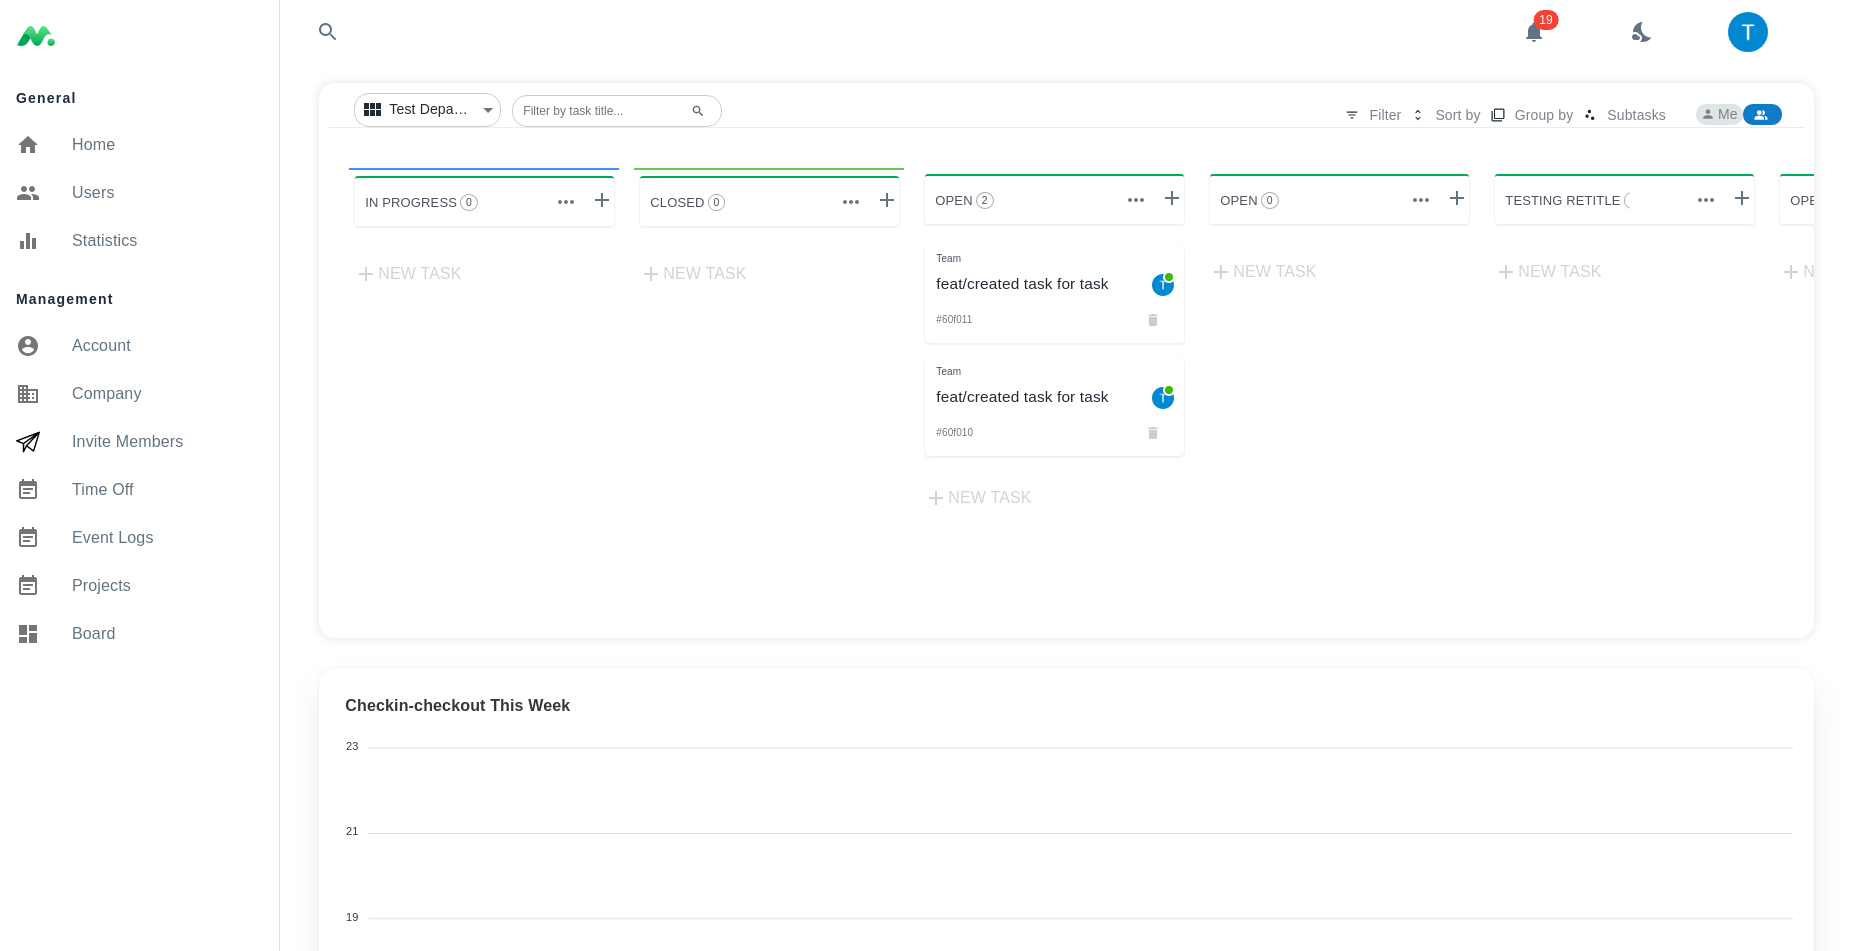 19
T
General
Home
Users
Statistics
Management
Account
Company
Invite Members
Time Off
Event Logs
Projects
Board
Test Depa...
Filter by task title...
Filter
Sort by
Group by
Subtasks
Me
IN PROGRESS 0
CLOSED 0
OPEN 2
OPEN 0
TESTING RETITLE
OPE
NEW TASK
NEW TASK
Team
feat/created task for task
T
#60f011
Team
feat/created task for task
T
#60f010
NEW TASK
NEW TASK
NEW TASK
N
Checkin-checkout This Week
23
21
19